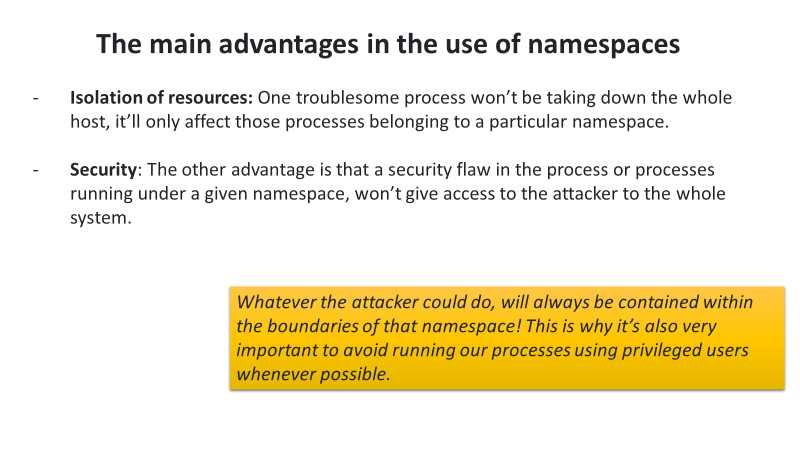 The main advantages in the use of namespaces
- Isolation of resources: One troublesome process won’t be taking down the whole
host, it’ll only affect those processes belonging to a particular namespace.
- Security: The other advantage is that a security flaw in the process or processes
running under a given namespace, won’t give access to the attacker to the whole
system.
Whatever the attacker could do, will always be contained within
the boundaries of that namespace! This is why it’s also very
important to avoid running our processes using privileged users
whenever possible.